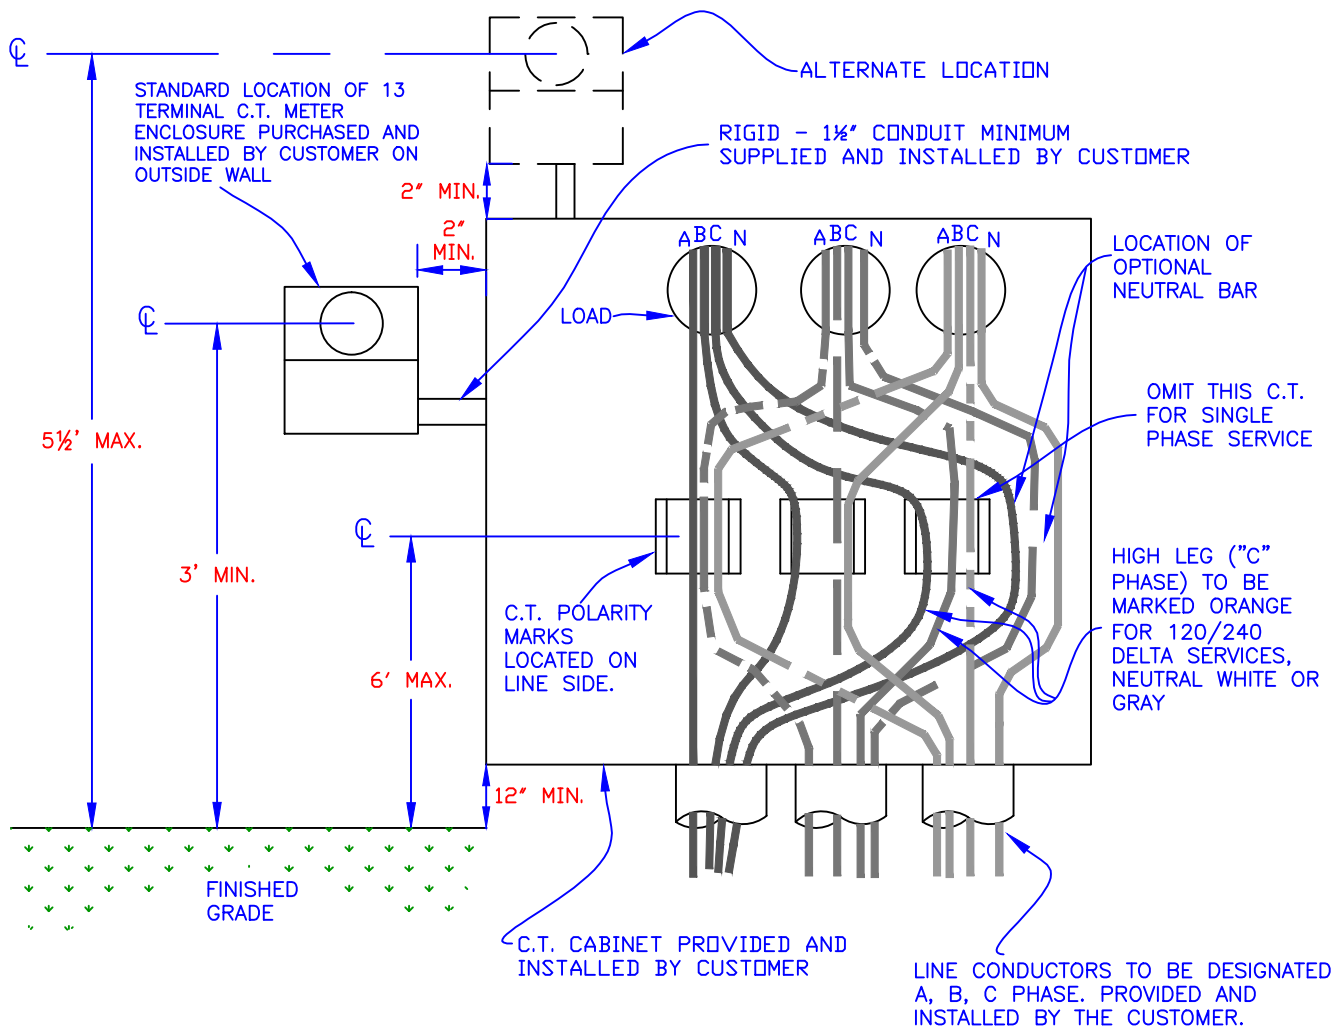 ℄
ALTERNATE LOCATION
STANDARD LOCATION OF 13
TERMINAL C.T. METER
ENCLOSURE PURCHASED AND
INSTALLED BY CUSTOMER ON
OUTSIDE WALL
RIGID - 1½" CONDUIT MINIMUM
SUPPLIED AND INSTALLED BY CUSTOMER
2" MIN.
2"
MIN.
A B C N
A B C N
A B C N
LOCATION OF
OPTIONAL
NEUTRAL BAR
℄
LOAD
OMIT THIS C.T.
FOR SINGLE
PHASE SERVICE
5½' MAX.
℄
3' MIN.
HIGH LEG ("C"
PHASE) TO BE
MARKED ORANGE
FOR 120/240
DELTA SERVICES,
NEUTRAL WHITE OR
GRAY
C.T. POLARITY
MARKS
LOCATED ON
LINE SIDE.
6' MAX.
12" MIN.
FINISHED
GRADE
C.T. CABINET PROVIDED AND
INSTALLED BY CUSTOMER
LINE CONDUCTORS TO BE DESIGNATED
A, B, C PHASE. PROVIDED AND
INSTALLED BY THE CUSTOMER.